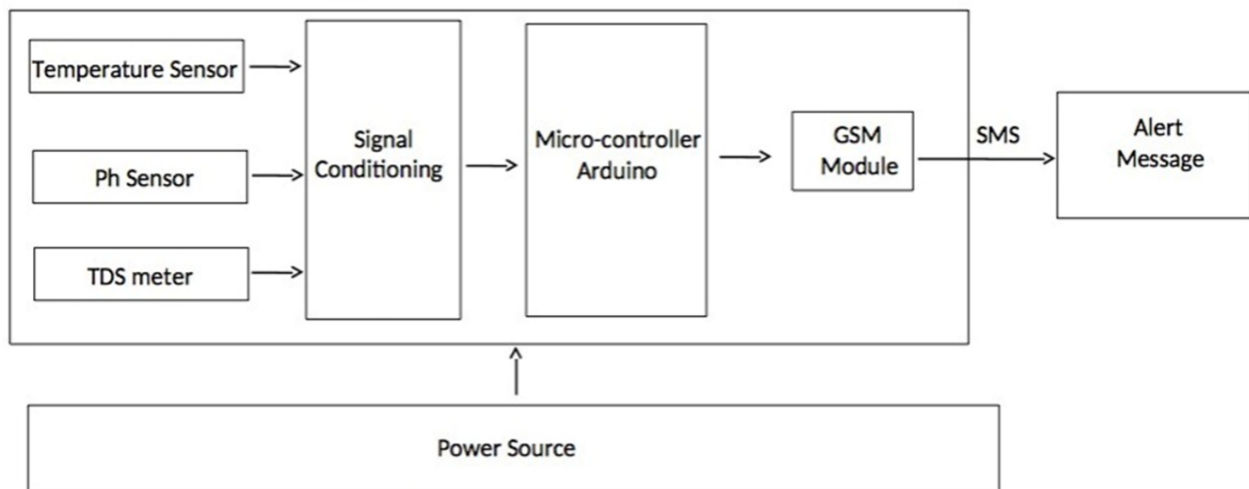 Temperature Sensor
Ph Sensor
TDS meter
Signal
Conditioning
Micro-controller
Arduino
GSM
Module
SMS
Alert
Message
Power Source